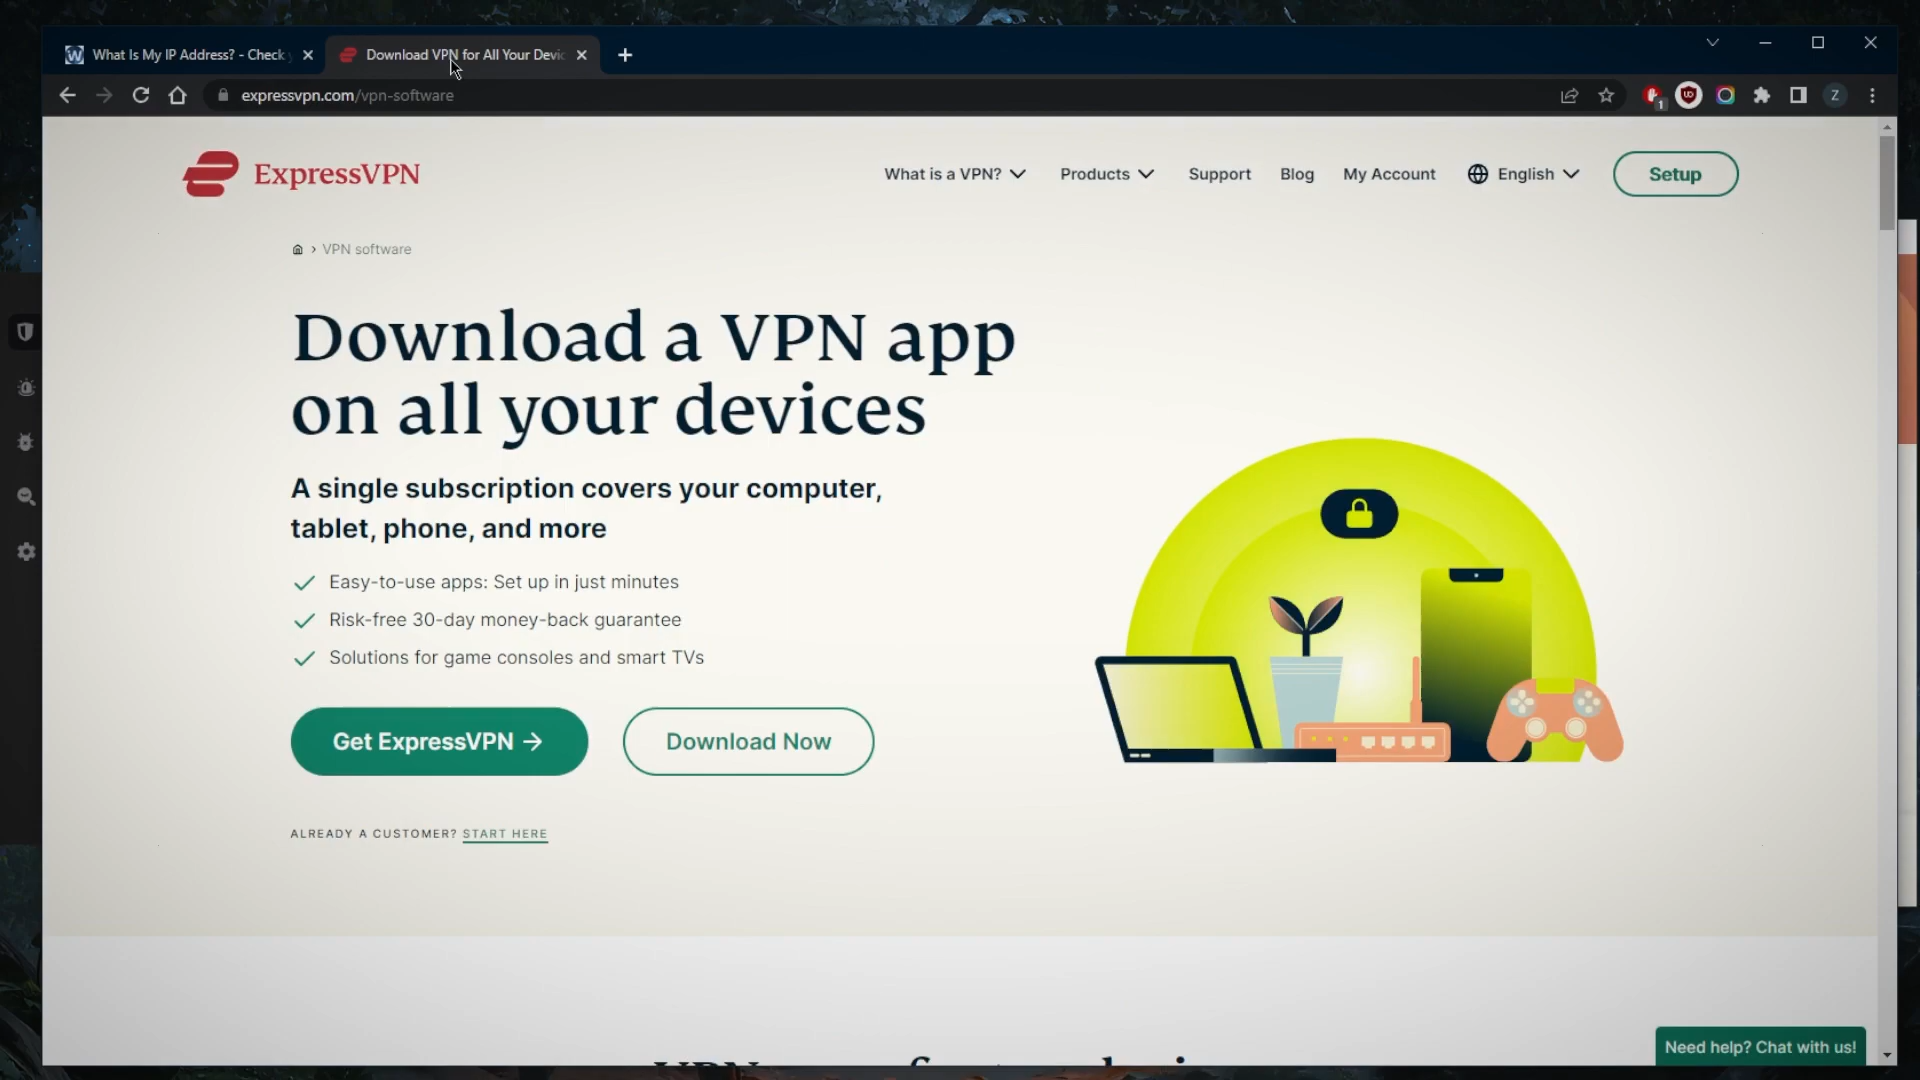 What Is My IP Address? - Check
Download VPN for All Your Devic
expressvpn.com/vpn-software
1
Z
ExpressVPN
What is a VPN?
Products
Support
Blog
My Account
English
Setup
VPN software
Download a VPN app
on all your devices
A single subscription covers your computer,
tablet, phone, and more
Easy-to-use apps: Set up in just minutes
Risk-free 30-day money-back guarantee
Solutions for game consoles and smart TVs
Get ExpressVPN →
Download Now
ALREADY A CUSTOMER? START HERE
Need help? Chat with us!